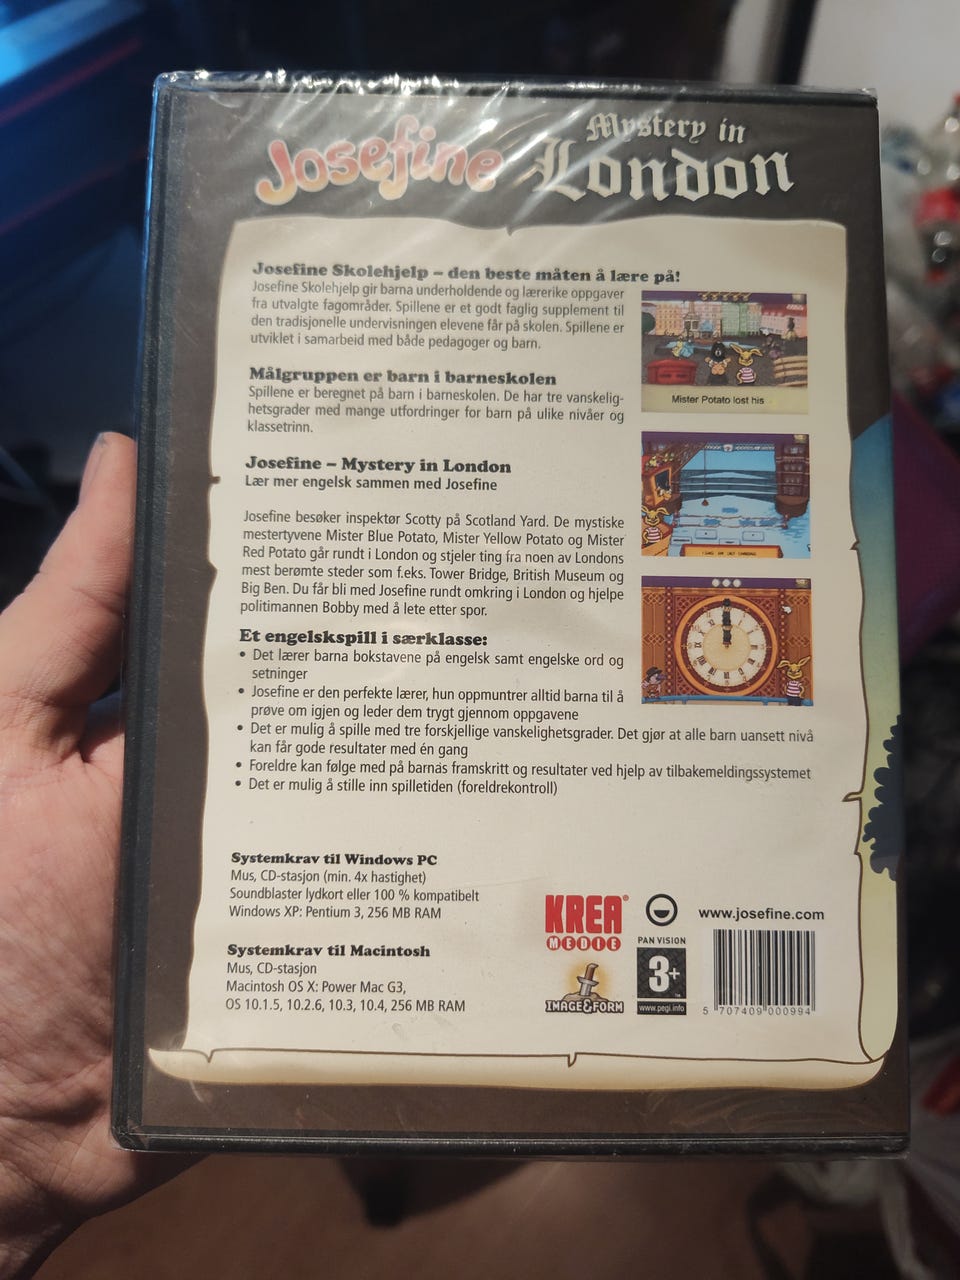 Josefine
Mystery in
London
Josefine Skolehjelp – den beste måten å lære på!
Josefine Skolehjelp gir barna underholdende og lærerike oppgaver
fra utvalgte fagområder. Spillene er et godt faglig supplement til
den tradisjonelle undervisningen elevene får på skolen. Spillene er
utviklet i samarbeid med både pedagoger og barn.
Målgruppen er barn i barneskolen
Spillene er beregnet på barn i barneskolen. De har tre vanskelig-
hetsgrader med mange utfordringer for barn på ulike nivåer og
klassetrinn.
Mister Potato lost his
Josefine – Mystery in London
Lær mer engelsk sammen med Josefine
Josefine besøker inspektør Scotty på Scotland Yard. De mystiske
mestertyvene Mister Blue Potato, Mister Yellow Potato og Mister
Red Potato går rundt i London og stjeler ting fra noen av Londons
mest berømte steder som f.eks. Tower Bridge, British Museum og
Big Ben. Du får bli med Josefine rundt omkring i London og hjelpe
politimannen Bobby med å lete etter spor.
Et engelskspill i særklasse:
• Det lærer barna bokstavene på engelsk samt engelske ord og
setninger
• Josefine er den perfekte lærer, hun oppmuntrer alltid barna til å
prøve om igjen og leder dem trygt gjennom oppgavene
• Det er mulig å spille med tre forskjellige vanskelighetsgrader. Det gjør at alle barn uansett nivå
kan får gode resultater med én gang
• Foreldre kan følge med på barnas framskritt og resultater ved hjelp av tilbakemeldingssystemet
• Det er mulig å stille inn spilletiden (foreldrekontroll)
Systemkrav til Windows PC
Mus, CD-stasjon (min. 4x hastighet)
Soundblaster lydkort eller 100 % kompatibelt
Windows XP: Pentium 3, 256 MB RAM
Systemkrav til Macintosh
Mus, CD-stasjon
Macintosh OS X: Power Mac G3,
OS 10.1.5, 10.2.6, 10.3, 10.4, 256 MB RAM
KREA®
MEDIE
IMAGE&FORM
PAN VISION
3+
™
www.pegi.info
www.josefine.com
5 707409 000994